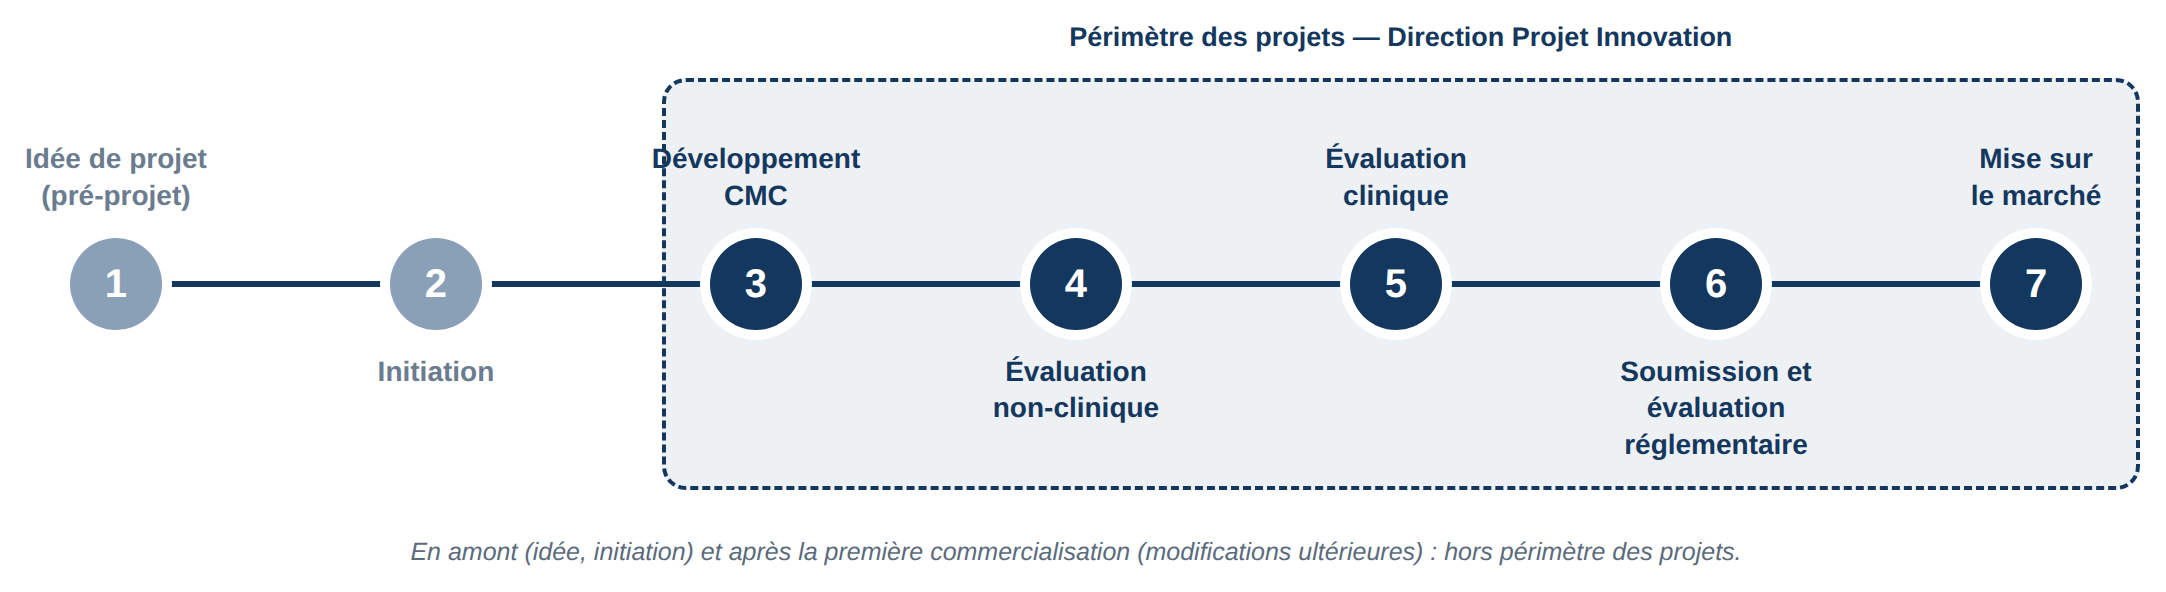 Périmètre des projets — Direction Projet Innovation
Idée de projet
(pré-projet)
Développement
CMC
Évaluation
clinique
Mise sur
le marché
1
2
3
4
5
6
7
Initiation
Évaluation
non-clinique
Soumission et
évaluation
réglementaire
En amont (idée, initiation) et après la première commercialisation (modifications ultérieures) : hors périmètre des projets.